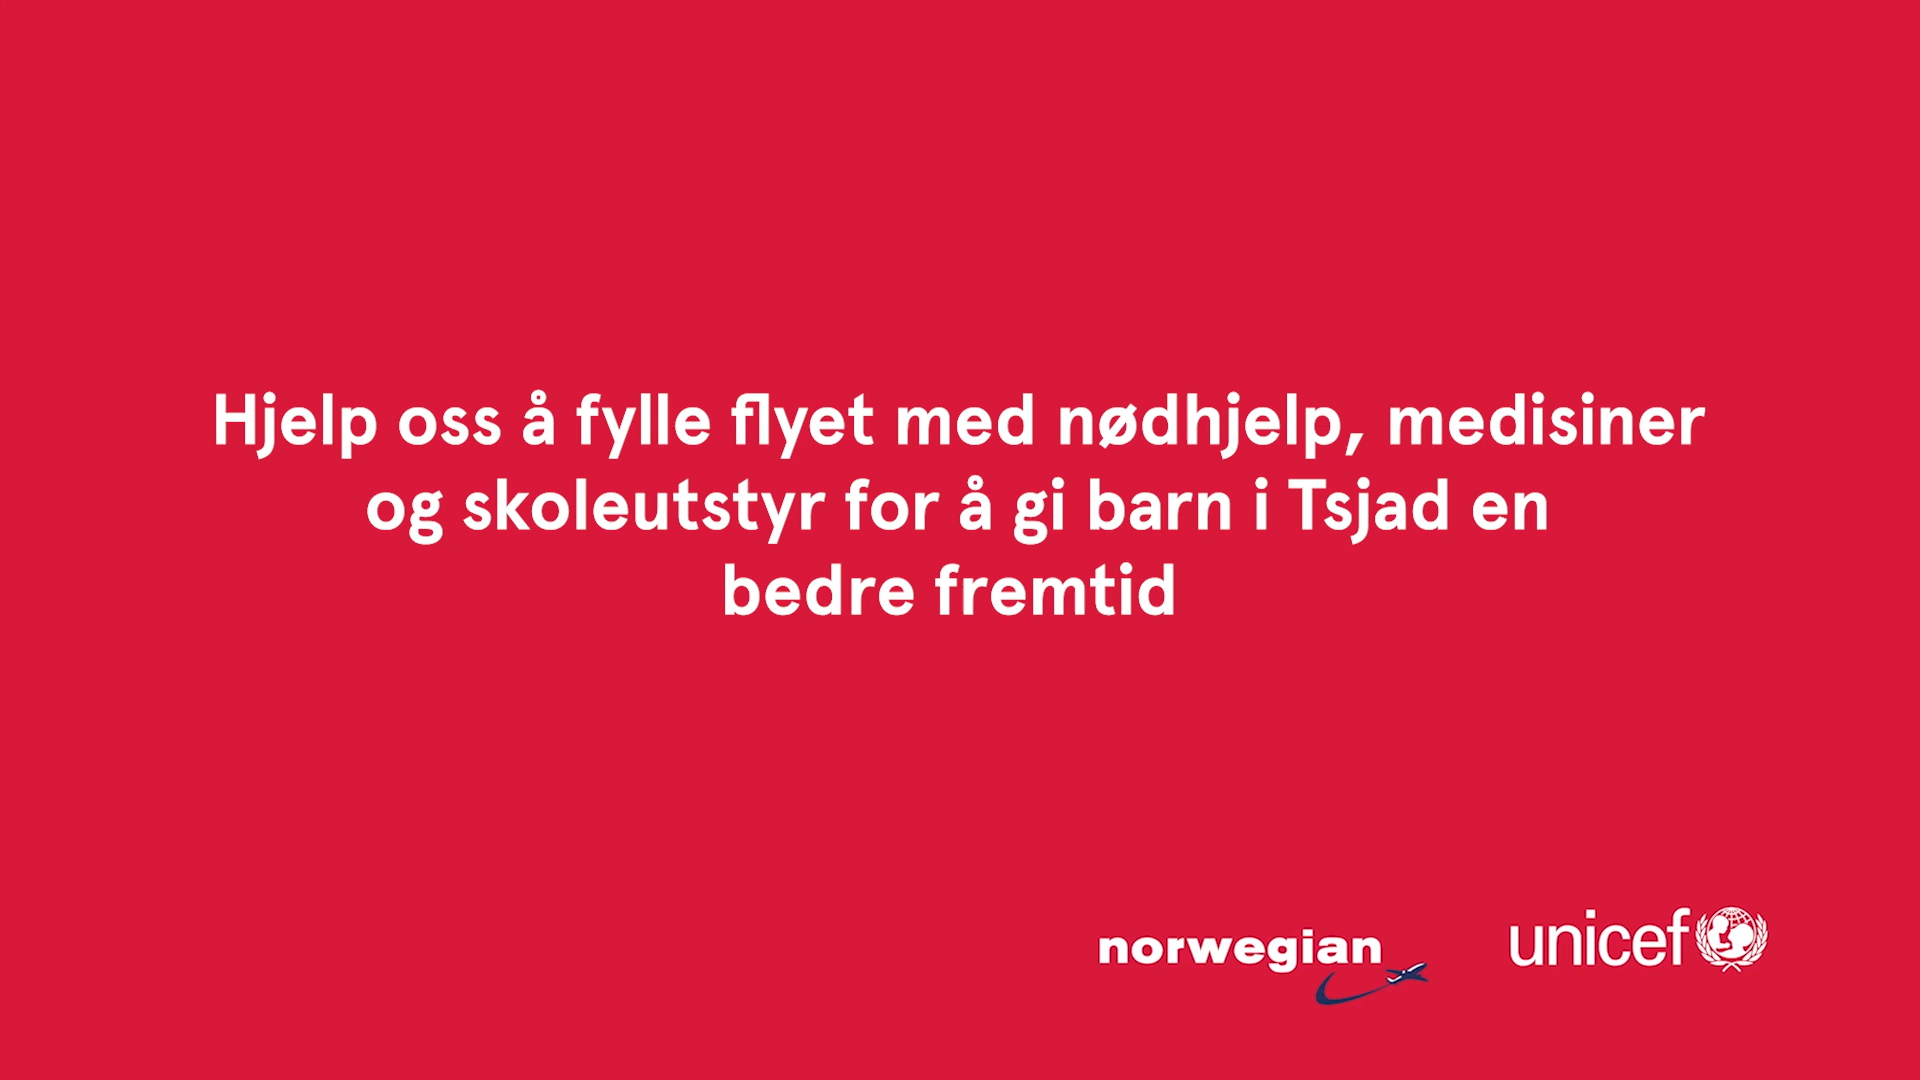 Hjelp oss å fylle flyet med nødhjelp, medisiner
og skoleutstyr for å gi barn i Tsjad en
bedre fremtid
norwegian
unicef